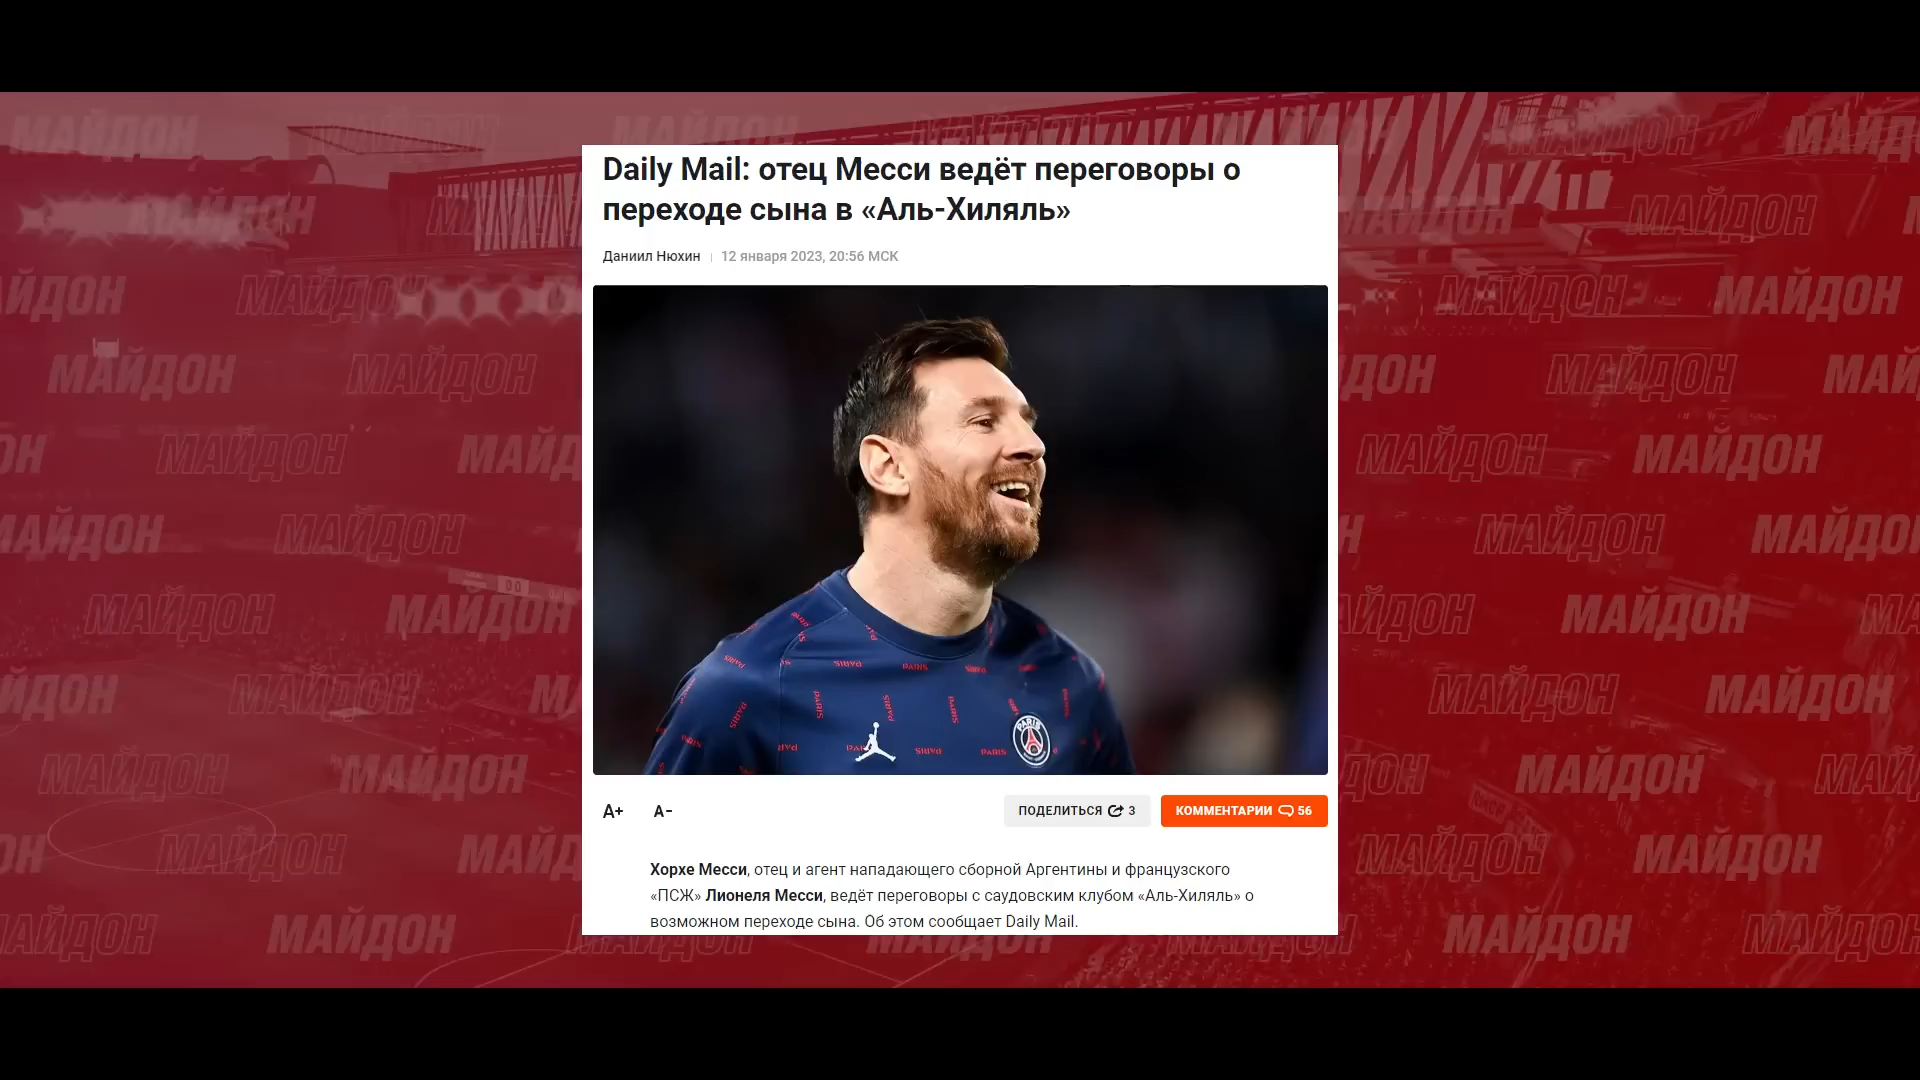 Daily Mail: отец Месси ведёт переговоры о
переходе сына в «Аль-Хиляль»
Даниил Нюхин | 12 января 2023, 20:56 МСК
PARIS
A+ A- ПОДЕЛИТЬСЯ 3 КОММЕНТАРИИ 56
Хорхе Месси, отец и агент нападающего сборной Аргентины и французского
«ПСЖ» Лионеля Месси, ведёт переговоры с саудовским клубом «Аль-Хиляль» о
возможном переходе сына. Об этом сообщает Daily Mail.
МАЙДОН